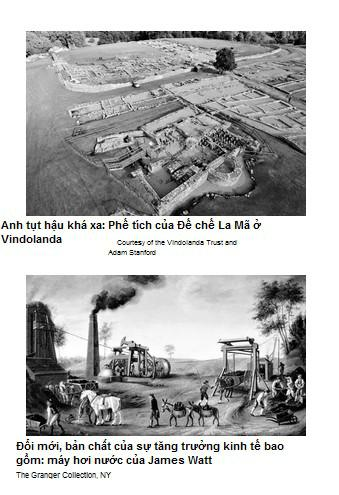 Anh tụt hậu khá xa: Phế tích của Đế chế La Mã ở
Vindolanda
Courtesy of the Vindolanda Trust and
Adam Stanford
Đổi mới, bản chất của sự tăng trưởng kinh tế bao
gồm: máy hơi nước của James Watt
The Granger Collection, NY